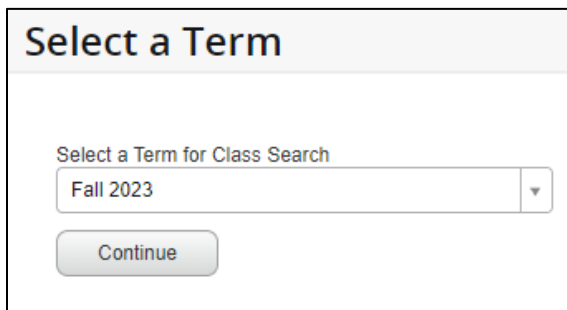 Select a Term
Select a Term for Class Search
Fall 2023
Continue